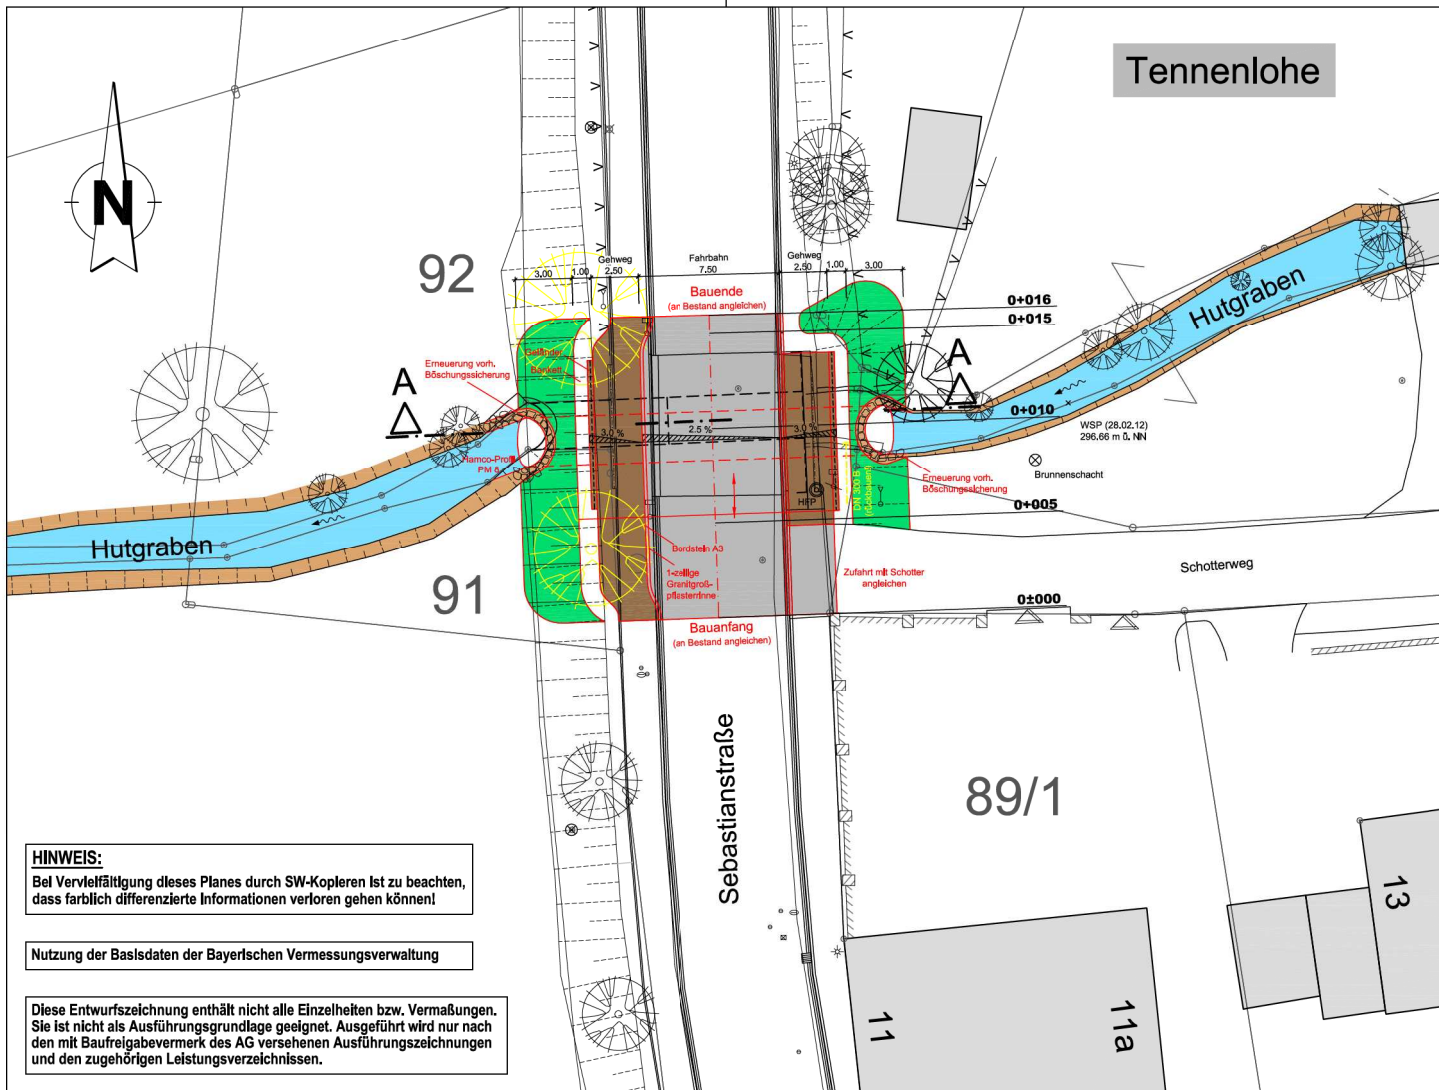 Tennenlohe
N
92
Gehweg
Fahrbahn
Gehweg
3.00
1.00
2.50
7.50
2.50
1.00
3.00
Bauende
(an Bestand angleichen)
0+016
0+015
Hutgraben
Erneuerung vorh.
Böschungssicherung
Geländer
Bankett
A
A
0+010
WSP (28.02.12)
296.66 m ü. NN
3.0 %
2.5 %
3.0 %
Hamco-Profil
Brunnenschacht
Erneuerung vorh.
Böschungssicherung
HFP
DN 300 B
0+005
Hutgraben
Bordstein A3
1-zeilige
Granitgroß-
pflasterrinne
Zufahrt mit Schotter
angleichen
Schotterweg
91
0±000
Bauanfang
(an Bestand angleichen)
Sebastianstraße
89/1
13
11
11a
HINWEIS:
Bei Vervielfältigung dieses Planes durch SW-Kopieren ist zu beachten,
dass farblich differenzierte Informationen verloren gehen können!
Nutzung der Basisdaten der Bayerischen Vermessungsverwaltung
Diese Entwurfszeichnung enthält nicht alle Einzelheiten bzw. Vermaßungen.
Sie ist nicht als Ausführungsgrundlage geeignet. Ausgeführt wird nur nach
den mit Baufreigabevermerk des AG versehenen Ausführungszeichnungen
und den zugehörigen Leistungsverzeichnissen.